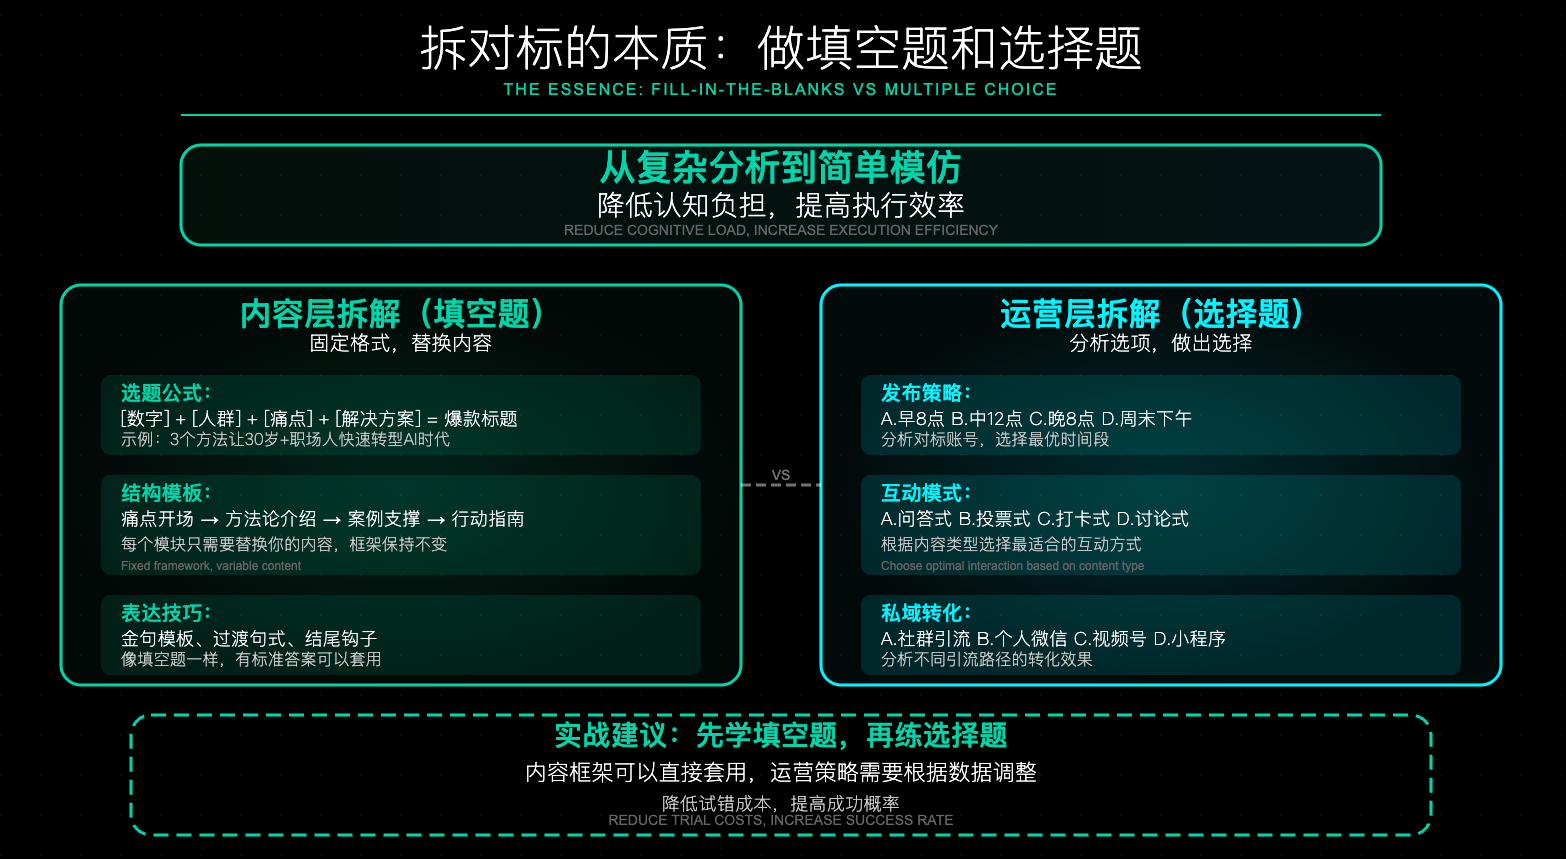 拆对标的本质：做填空题和选择题
THE ESSENCE: FILL-IN-THE-BLANKS VS MULTIPLE CHOICE
从复杂分析到简单模仿
降低认知负担，提高执行效率
REDUCE COGNITIVE LOAD, INCREASE EXECUTION EFFICIENCY
内容层拆解（填空题）
固定格式，替换内容
选题公式：
[数字] + [人群] + [痛点] + [解决方案] = 爆款标题
示例：3个方法让30岁+职场人快速转型AI时代
结构模板：
痛点开场 → 方法论介绍 → 案例支撑 → 行动指南
每个模块只需要替换你的内容，框架保持不变
Fixed framework, variable content
表达技巧：
金句模板、过渡句式、结尾钩子
像填空题一样，有标准答案可以套用
VS
运营层拆解（选择题）
分析选项，做出选择
发布策略：
A.早8点 B.中12点 C.晚8点 D.周末下午
分析对标账号，选择最优时间段
互动模式：
A.问答式 B.投票式 C.打卡式 D.讨论式
根据内容类型选择最适合的互动方式
Choose optimal interaction based on content type
私域转化：
A.社群引流 B.个人微信 C.视频号 D.小程序
分析不同引流路径的转化效果
实战建议：先学填空题，再练选择题
内容框架可以直接套用，运营策略需要根据数据调整
降低试错成本，提高成功概率
REDUCE TRIAL COSTS, INCREASE SUCCESS RATE